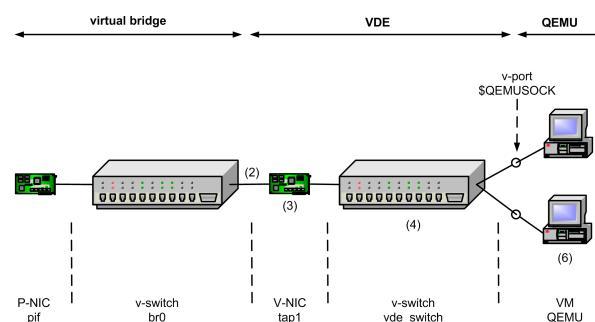 virtual bridge VDE QEMU
v-port
$QEMUSOCK
(2)
(3)
(4)
(6)
P-NIC v-switch V-NIC v-switch VM
pif br0 tap1 vde_switch QEMU